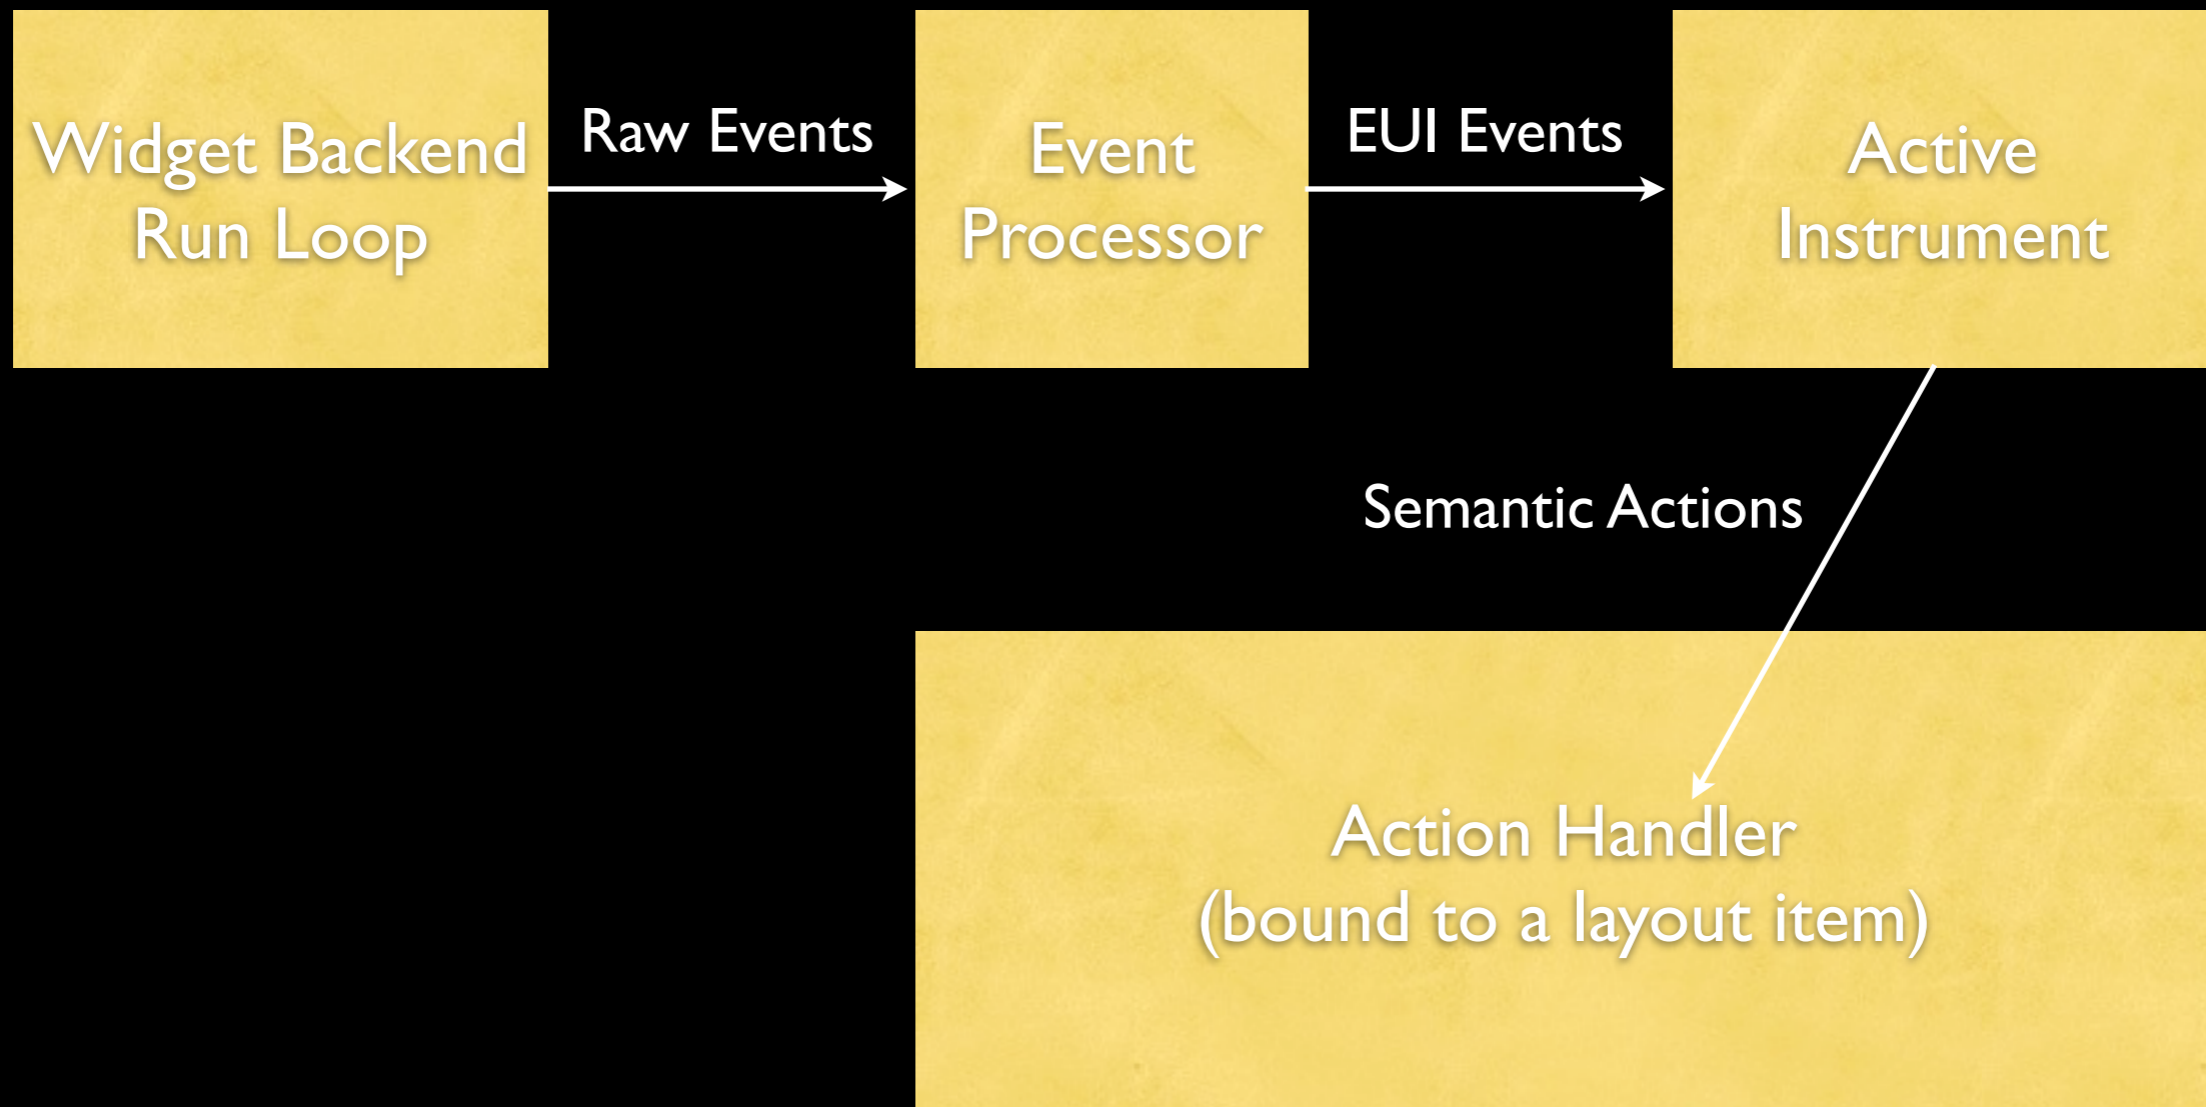 Widget Backend
Run Loop
Raw Events
Event
Processor
EUI Events
Active
Instrument
Semantic Actions
Action Handler
(bound to a layout item)